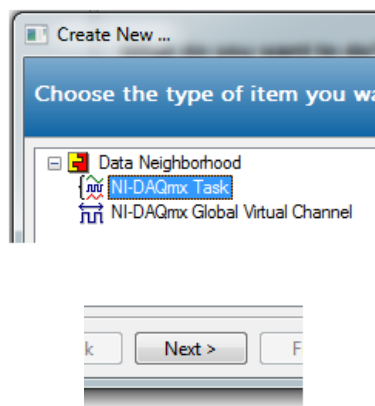 Create New ...
Choose the type of item you wa
Data Neighborhood
NI-DAQmx Task
NI-DAQmx Global Virtual Channel
k Next > F